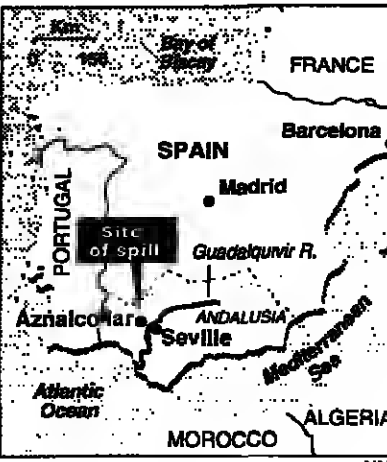 Km
0
Bay of
Biscay
FRANCE
Barcelona
SPAIN
Madrid
PORTUGAL
Site
of spill
Guadalquivir R.
Aznalcollar
ANDALUSIA
Seville
Mediterranean
Sea
Atlantic
Ocean
ALGERIA
MOROCCO